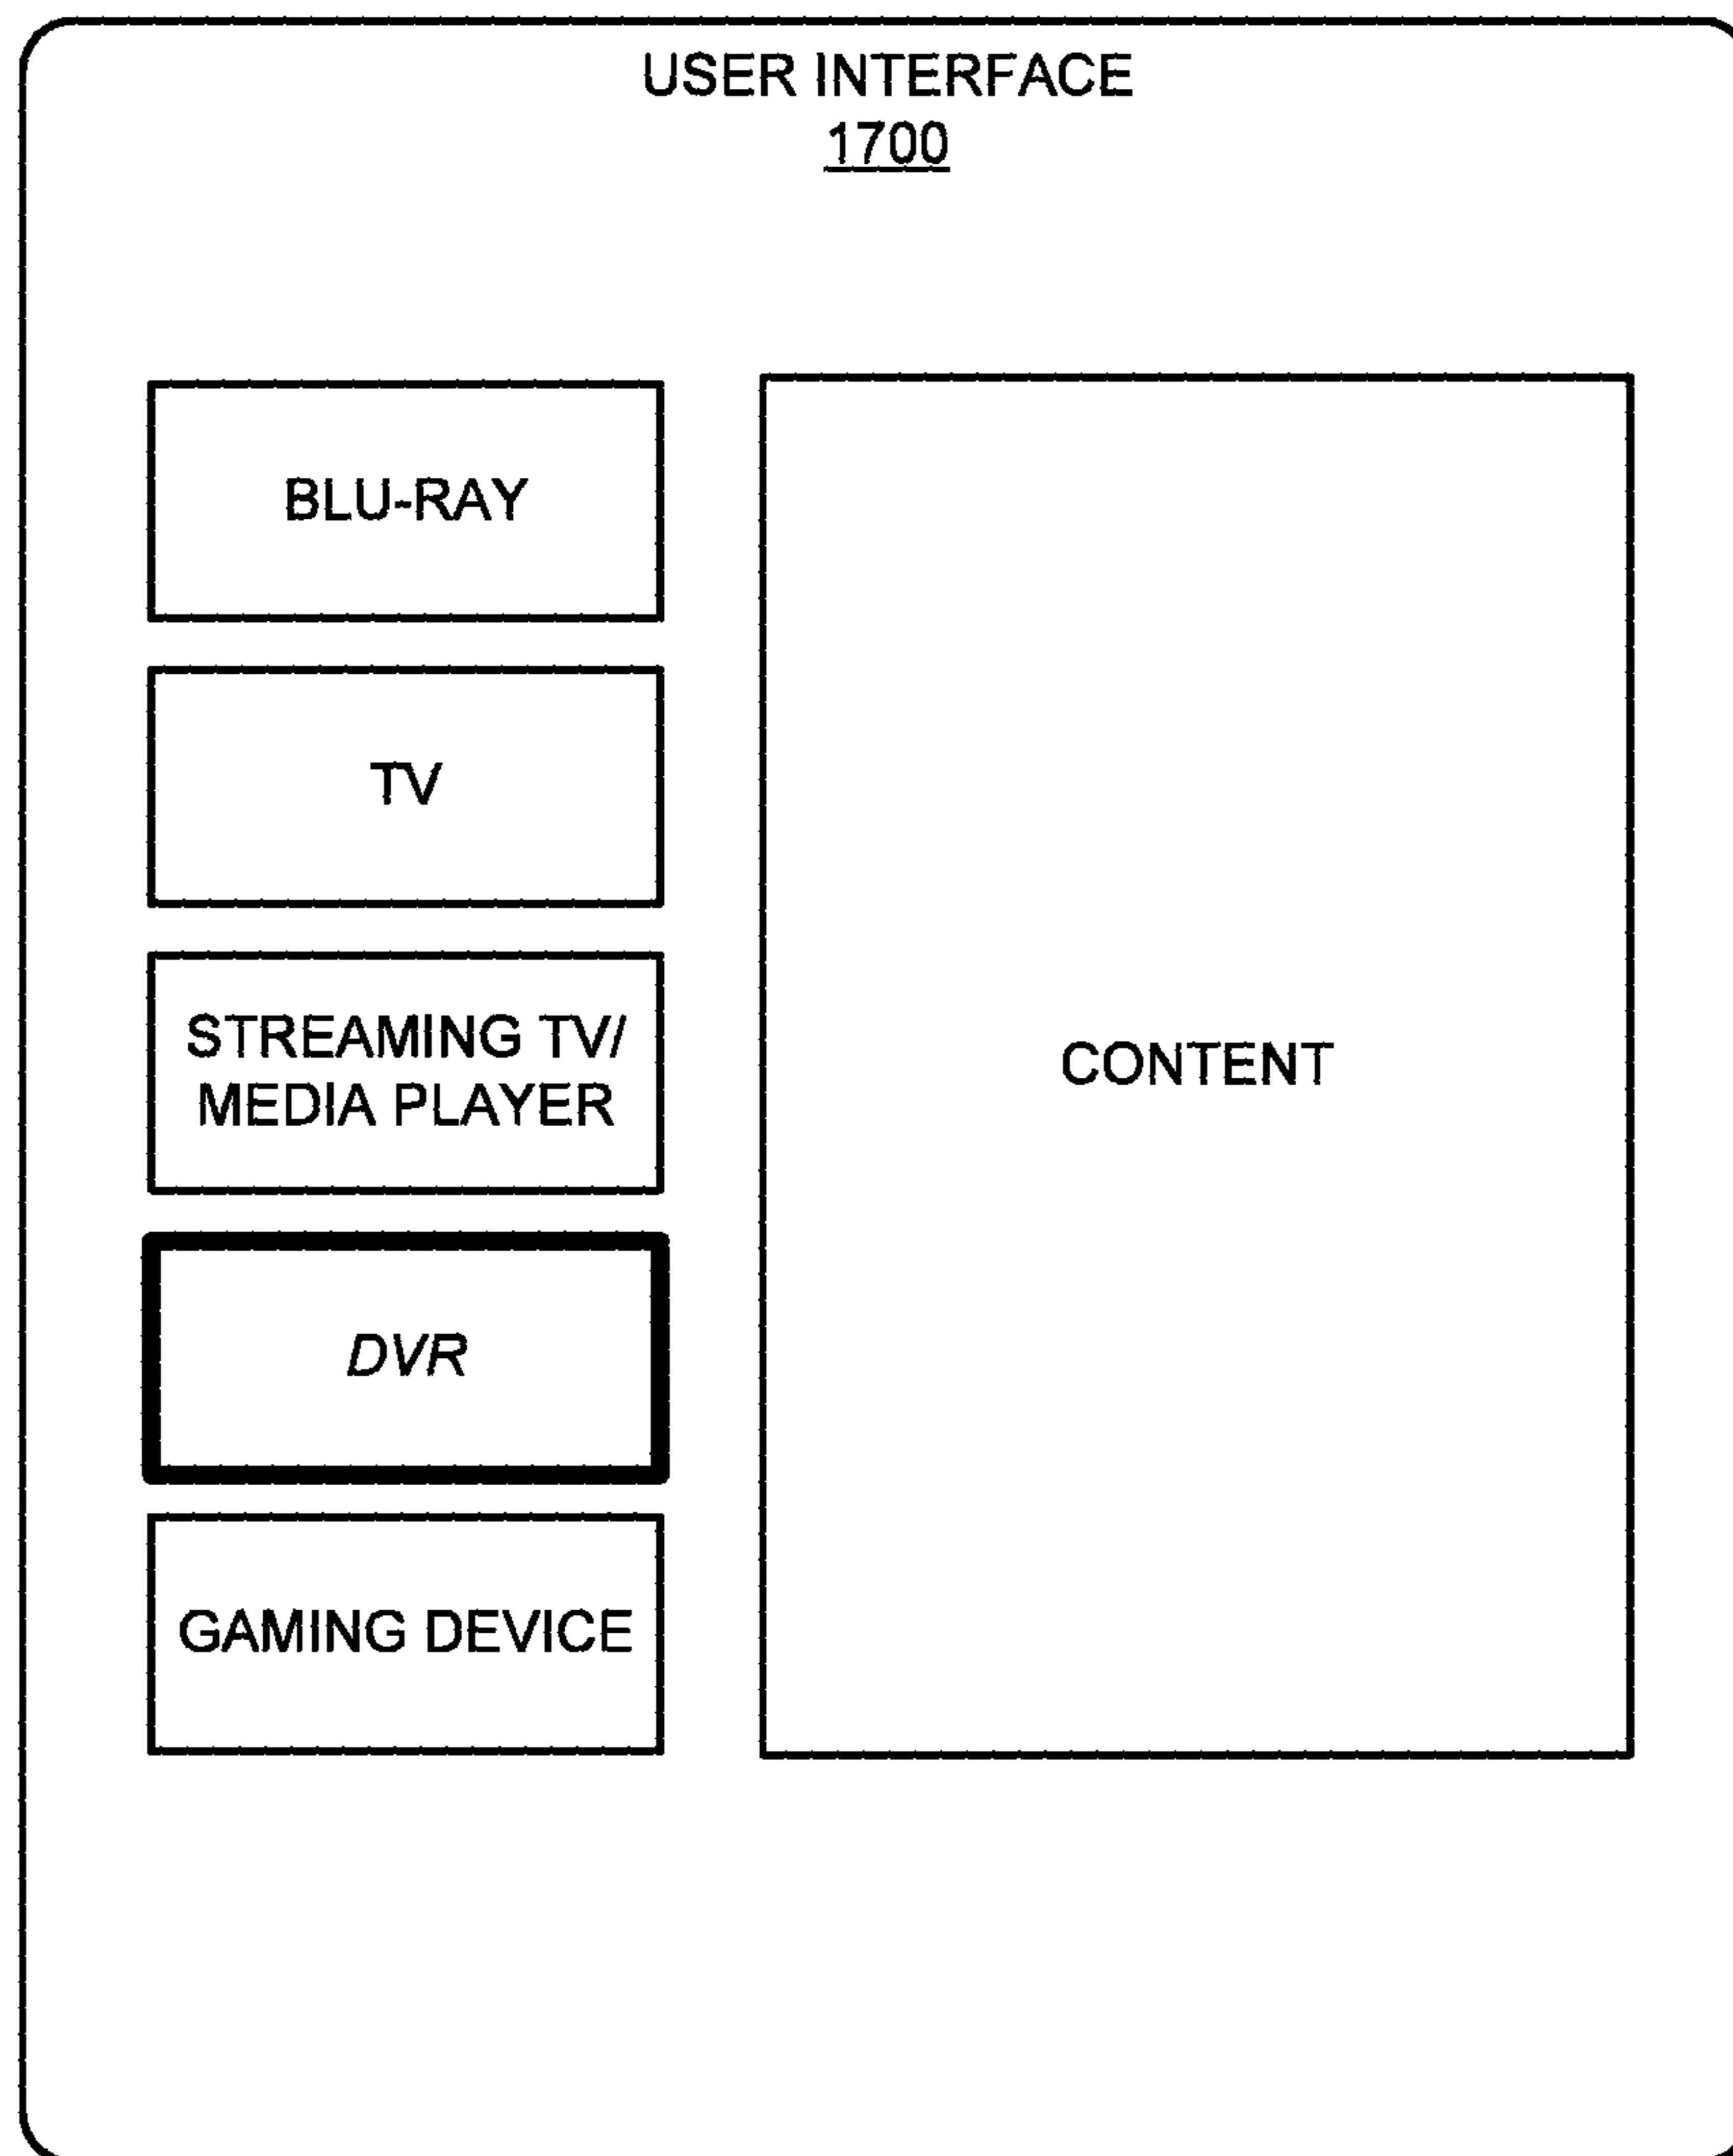 USER INTERFACE
1700
BLU-RAY
TV
STREAMING TV/
MEDIA PLAYER
DVR
GAMING DEVICE
CONTENT